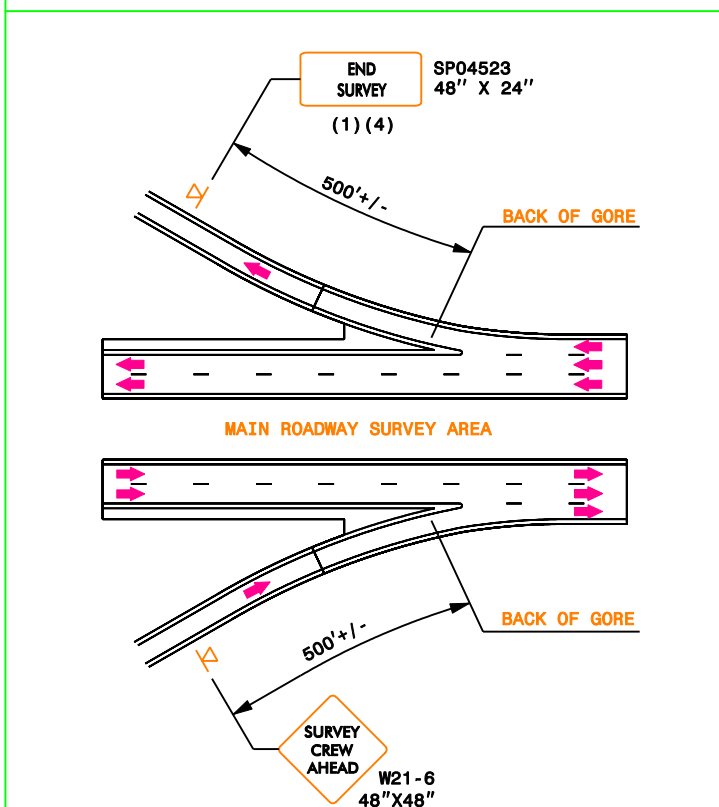 END
SURVEY
SP04523
48" X 24"
(1)(4)
500'+/-
BACK OF GORE
MAIN ROADWAY SURVEY AREA
500'+/-
BACK OF GORE
SURVEY
CREW
AHEAD
W21-6
48"X48"